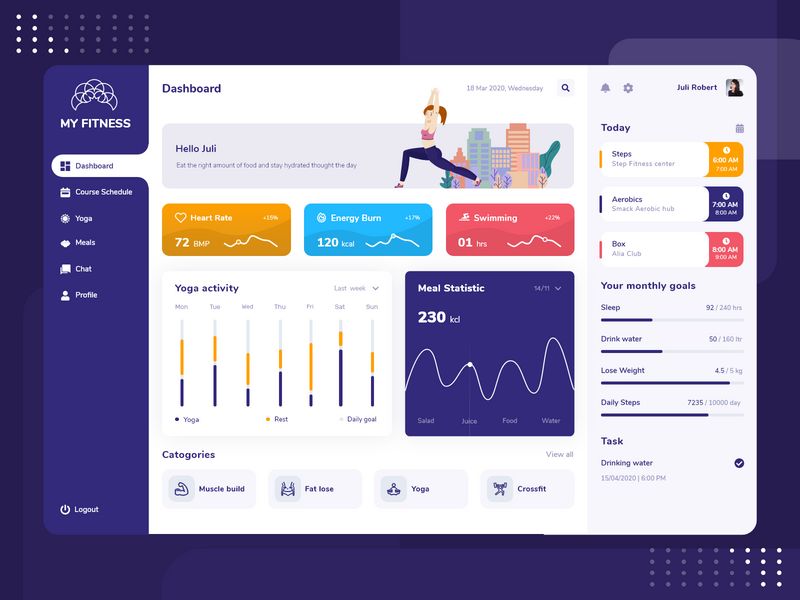 MY FITNESS
Dashboard
Course Schedule
Yoga
Meals
Chat
Profile
Logout
Dashboard
18 Mar 2020, Wednesday
Hello Juli
Eat the right amount of food and stay hydrated thought the day
Heart Rate +15%
72 BMP
Energy Burn +17%
120 kcal
Swimming +22%
01 hrs
Yoga activity Last week
Mon Tue Wed Thu Fri Sat Sun
Yoga Rest Daily goal
Meal Statistic 14/11
230 kcl
Salad Juice Food Water
Catogories View all
Muscle build
Fat lose
Yoga
Crossfit
Juli Robert
Today
Steps
Step Fitness center
6:00 AM
7:00 AM
Aerobics
Smack Aerobic hub
7:00 AM
8:00 AM
Box
Alia Club
8:00 AM
9:00 AM
Your monthly goals
Sleep 92 / 240 hrs
Drink water 50 / 160 ltr
Lose Weight 4.5 / 5 kg
Daily Steps 7235 / 10000 day
Task
Drinking water
15/04/2020 | 6:00 PM